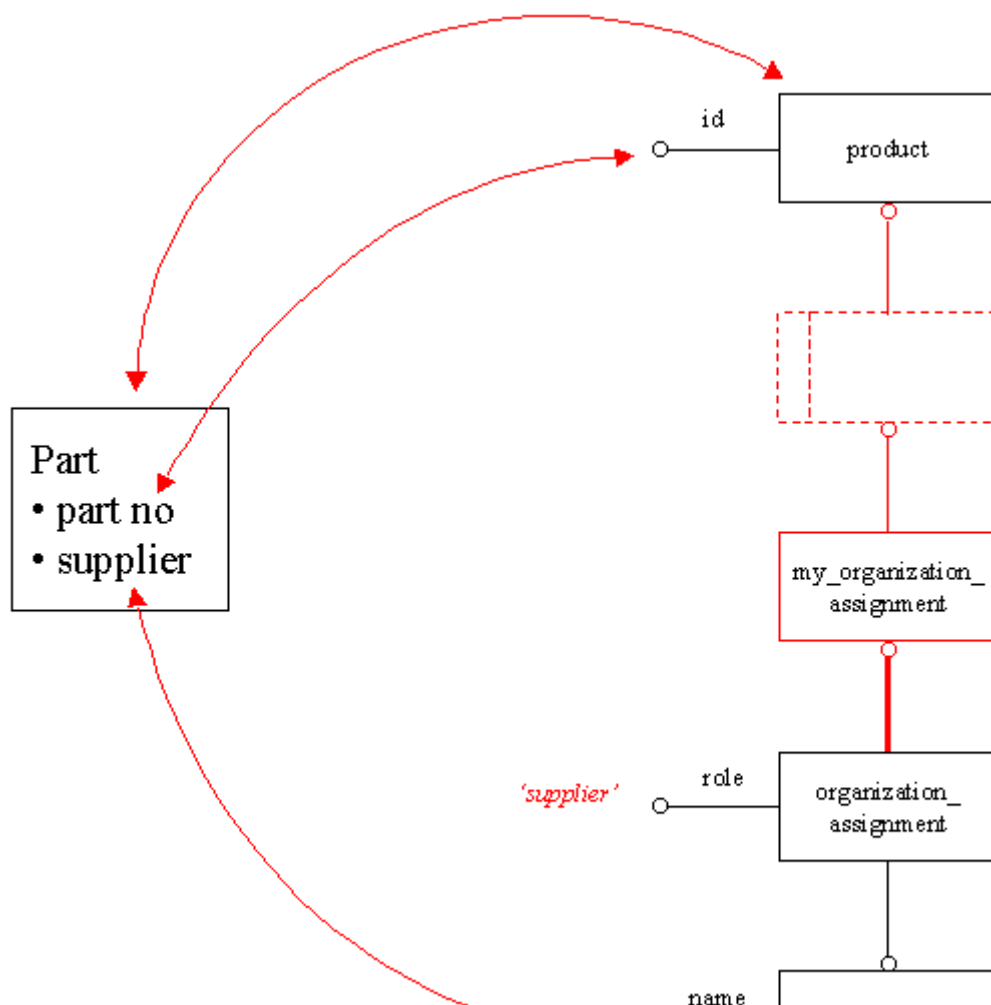 id
product
Part
• part no
• supplier
my_organization_
assignment
‘supplier’
role
organization_
assignment
name